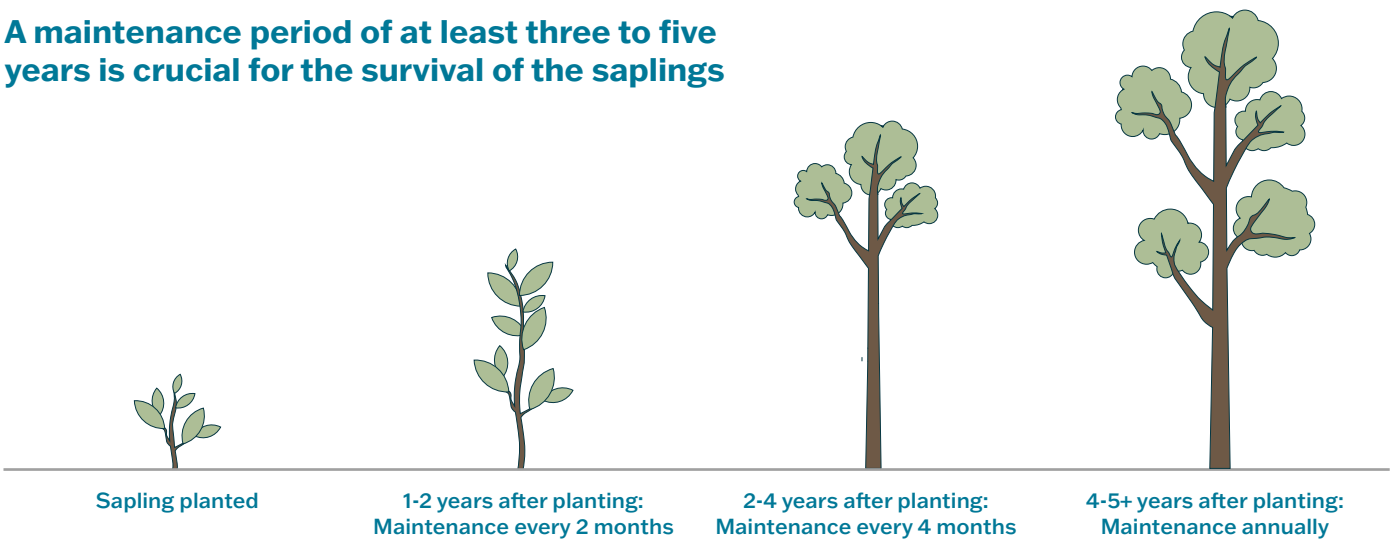 A maintenance period of at least three to five
years is crucial for the survival of the saplings
Sapling planted
1-2 years after planting:
Maintenance every 2 months
2-4 years after planting:
Maintenance every 4 months
4-5+ years after planting:
Maintenance annually